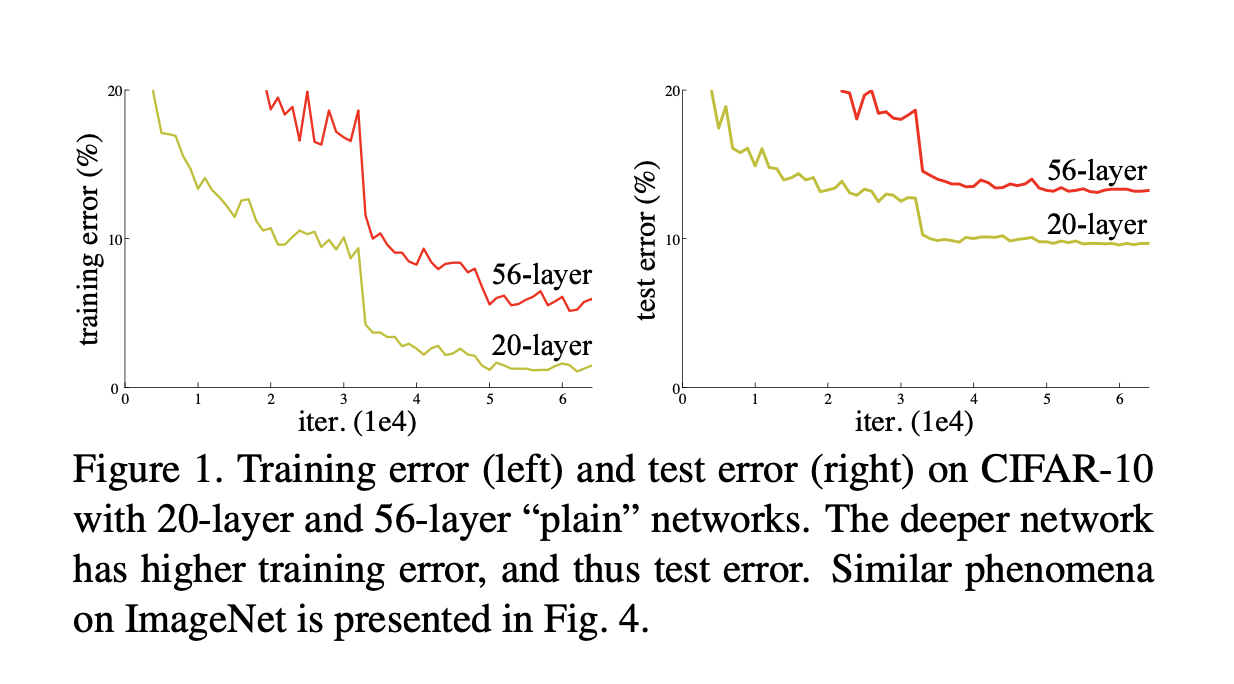 20
10
0
training error (%)
56-layer
20-layer
0 1 2 3 4 5 6
iter. (1e4)
20
10
0
test error (%)
56-layer
20-layer
0 1 2 3 4 5 6
iter. (1e4)
Figure 1. Training error (left) and test error (right) on CIFAR-10
with 20-layer and 56-layer “plain” networks. The deeper network
has higher training error, and thus test error. Similar phenomena
on ImageNet is presented in Fig. 4.